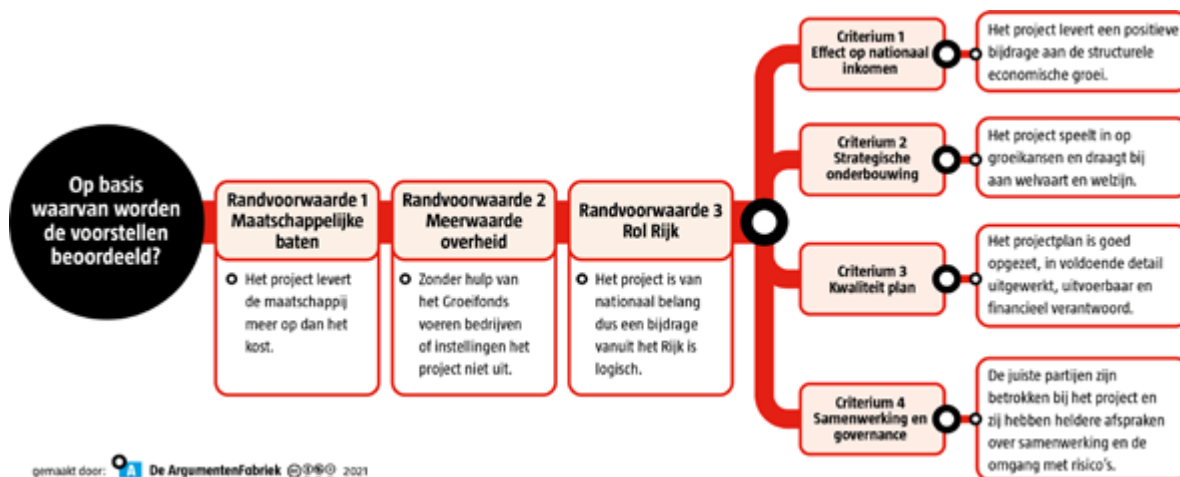 Op basis
waarvan worden
de voorstellen
beoordeeld?
Randvoorwaarde 1
Maatschappelijke
baten
Het project levert
de maatschappij
meer op dan het
kost.
Randvoorwaarde 2
Meerwaarde
overheid
Zonder hulp van
het Groeifonds
voeren bedrijven
of instellingen het
project niet uit.
Randvoorwaarde 3
Rol Rijk
Het project is van
nationaal belang
dus een bijdrage
vanuit het Rijk is
logisch.
Criterium 1
Effect op nationaal
inkomen
Het project levert een positieve
bijdrage aan de structurele
economische groei.
Criterium 2
Strategische
onderbouwing
Het project speelt in op
groeikansen en draagt bij
aan welvaart en welzijn.
Criterium 3
Kwaliteit plan
Het projectplan is goed
opgezet, in voldoende detail
uitgewerkt, uitvoerbaar en
financieel verantwoord.
Criterium 4
Samenwerking en
governance
De juiste partijen zijn
betrokken bij het project en
zij hebben heldere afspraken
over samenwerking en de
omgang met risico's.
gemaakt door: A De ArgumentenFabriek 2021